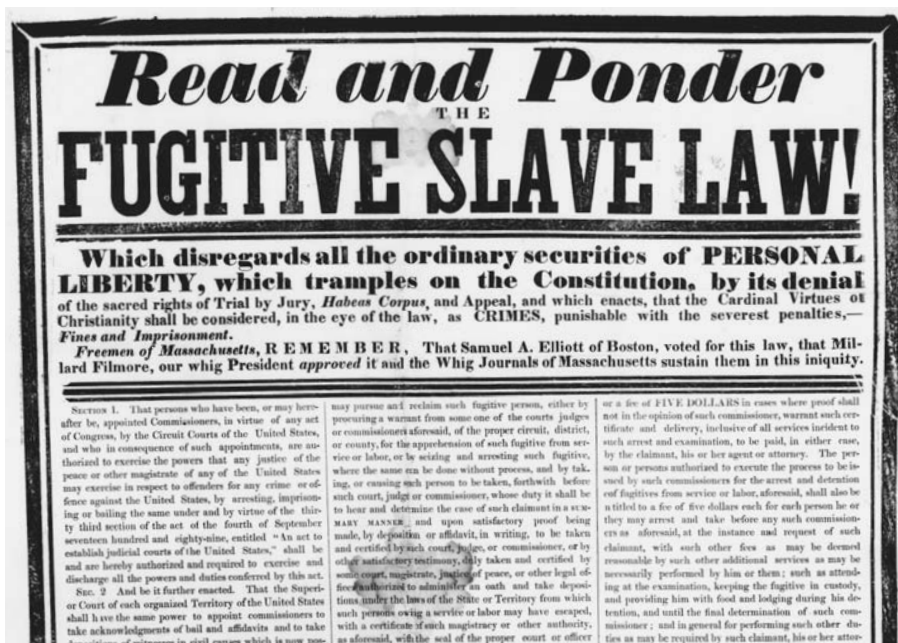 Read and Ponder
THE
FUGITIVE SLAVE LAW!
Which disregards all the ordinary securities of PERSONAL
LIBERTY, which tramples on the Constitution, by its denial
of the sacred rights of Trial by Jury, Habeas Corpus, and Appeal, and which enacts, that the Cardinal Virtues of
Christianity shall be considered, in the eye of the law, as CRIMES, punishable with the severest penalties,—
Fines and Imprisonment.
Freemen of Massachusetts, REMEMBER, That Samuel A. Elliott of Boston, voted for this law, that Mil-
lard Filmore, our whig President approved it and the Whig Journals of Massachusetts sustain them in this iniquity.
SECTION 1. That persons who have been, or may here-
after be, appointed Commissioners, in virtue of any act
of Congress, by the Circuit Courts of the United States,
and who in consequence of such appointments, are au-
thorized to exercise the powers that any justice of the
peace or other magistrate of any of the United States
may exercise in respect to offenders for any crime or of-
fence against the United States, by arresting, imprison-
ing or bailing the same under and by virtue of the thir-
ty third section of the act of the fourth of September
seventeen hundred and eighty-nine, entitled "An act to
establish judicial courts of the United States," shall be
and are hereby authorized and required to exercise and
discharge all the powers and duties conferred by this act.
SEC. 2 And be it further enacted. That the Superi-
or Court of each organized Territory of the United States
shall have the same power to appoint commissioners to
take acknowledgments of bail and affidavits and to take
may pursue and reclaim such fugitive person, either by
procuring a warrant from some one of the courts judges
or commissioners aforesaid, of the proper circuit, district,
or county, for the apprehension of such fugitive from ser-
vice or labor, or by seizing and arresting such fugitive,
where the same can be done without process, and by tak-
ing, or causing such person to be taken, forthwith before
such court, judge or commissioner, whose duty it shall be
to hear and determine the case of such claimant in a SUM-
MARY MANNER and upon satisfactory proof being
made, by deposition or affidavit, in writing, to be taken
and certified by such court, judge, or commissioner, or by
other satisfactory testimony, duly taken and certified by
some court, magistrate, justice of peace, or other legal of-
ficer authorized to administer an oath and take deposi-
tions under the laws of the State or Territory from which
such persons owing a service or labor may have escaped,
with a certificate of such magistracy or other authority,
as aforesaid, with the seal of the proper court or officer
or a fee of FIVE DOLLARS in cases where proof shall
not in the opinion of such commissioner, warrant such cer-
tificate and delivery, inclusive of all services incident to
such arrest and examination, to be paid, in either case,
by the claimant, his or her agent or attorney. The per-
son or persons authorized to execute the process to be is-
sued by such commissioners for the arrest and detention
of fugitives from service or labor, aforesaid, shall also be
titled to a fee of five dollars each for each person he or
they may arrest and take before any such commission-
ers as aforesaid, at the instance and request of such
claimant, with such other fees as may be deemed
reasonable by such other additional services as may be
necessarily performed by him or them; such as attend-
ing at the examination, keeping the fugitive in custody,
and providing him with food and lodging during his de-
tention, and until the final determination of such com-
missioner; and in general for performing such other du-
ties as may be required by such claimant, his or her attor-